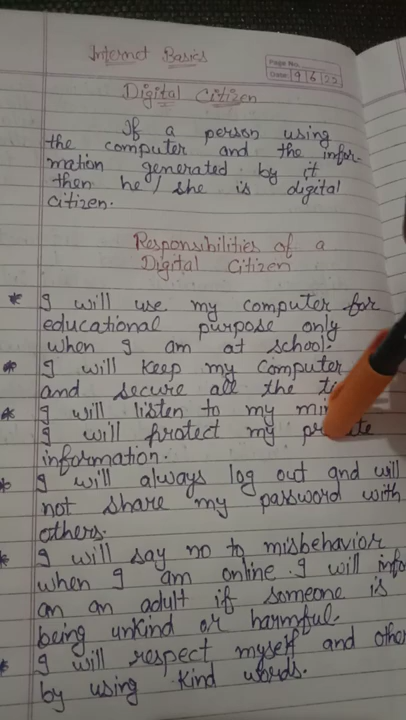 Internet Basics
Page No.
Date: 9 6 25
Digital Citizen
If a person using
the computer and the infor-
mation generated by it
then he / she is digital
citizen.
Responsibilities of a
Digital Citizen
* I will use my computer for
educational purpose only
when I am at school.
* I will keep my computer
and secure all the
* I will listen to my
I will protect my
information.
* I will always log out and will
not share my password with
others.
* I will say no to misbehavior
when I am online. I will info
an an adult if someone is
being unkind or harmful.
* I will respect myself and other
by using kind words.